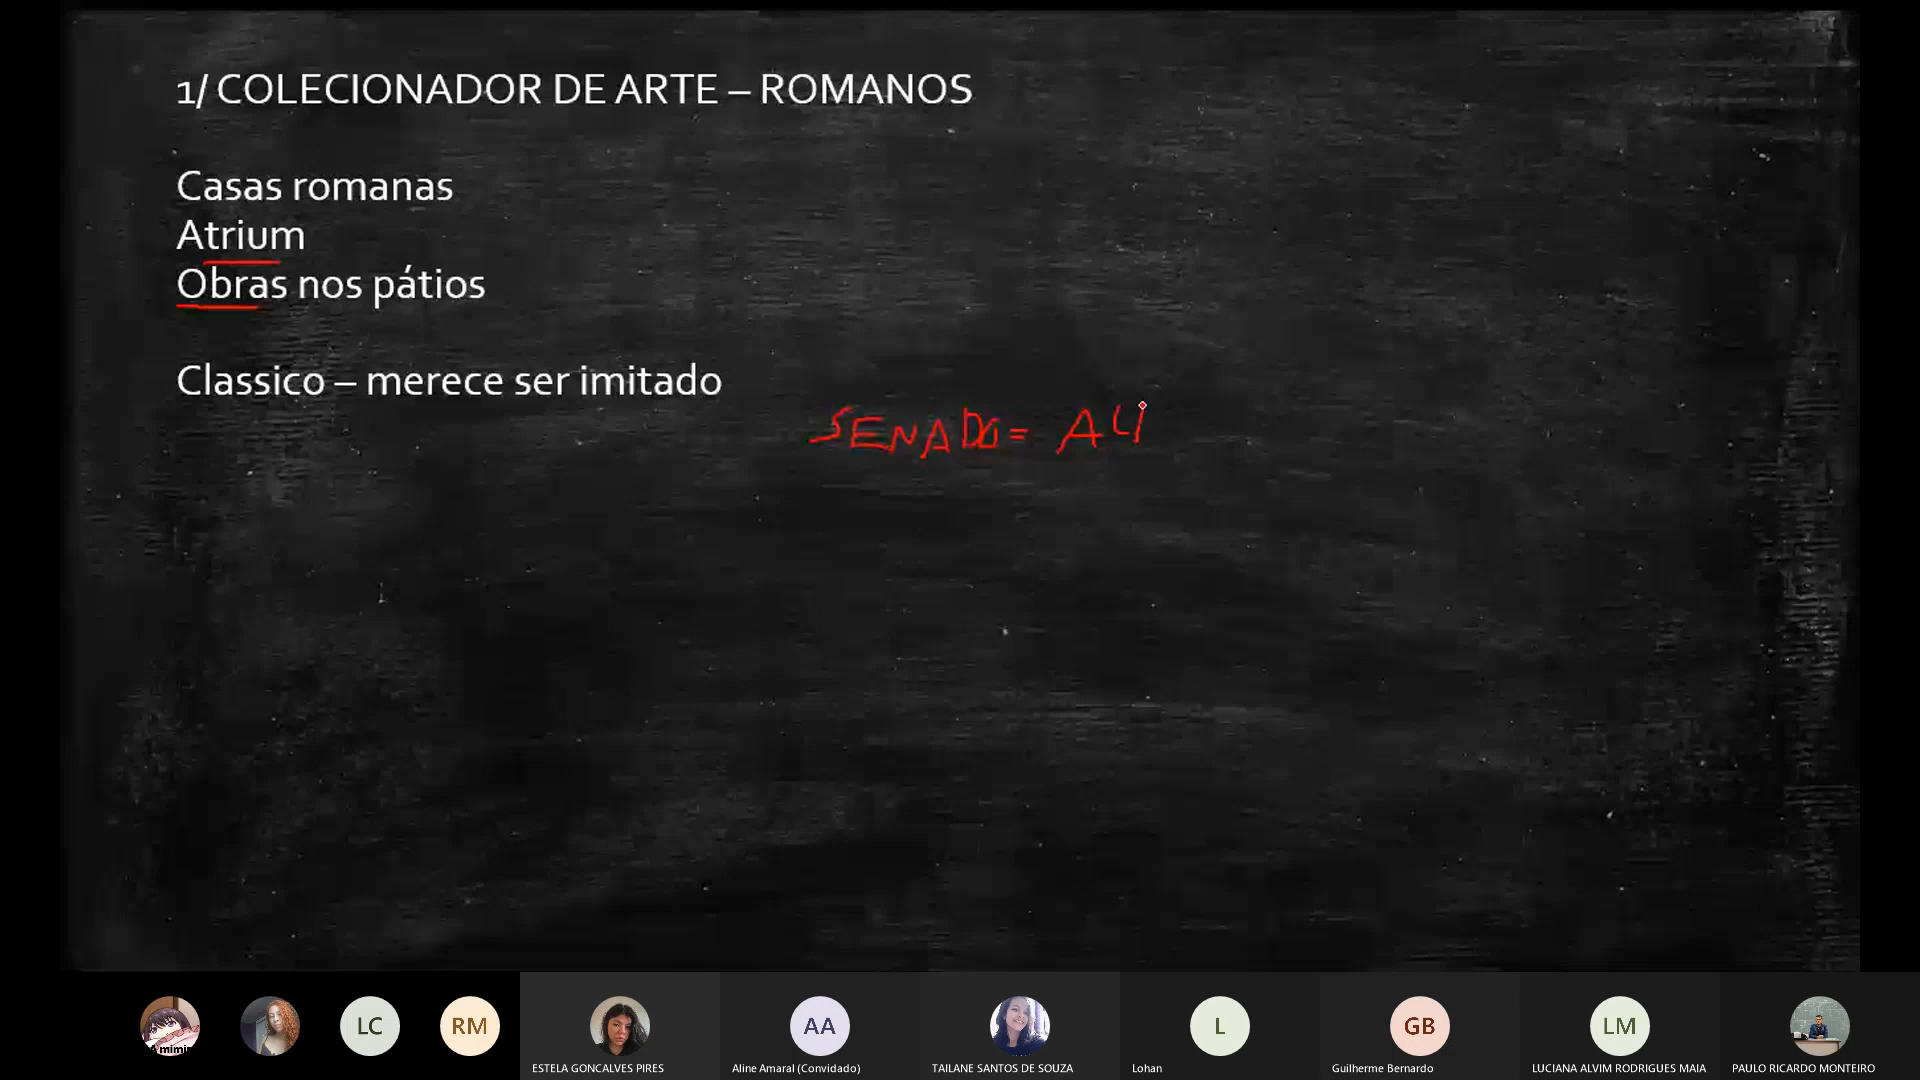 1/ COLECIONADOR DE ARTE – ROMANOS
Casas romanas
Atrium
Obras nos pátios
Classico – merece ser imitado
SENADO = AL
LC
RM
AA
L
GB
LM
ESTELA GONCALVES PIRES
Aline Amaral (Convidado)
TAILANE SANTOS DE SOUZA
Lohan
Guilherme Bernardo
LUCIANA ALVIM RODRIGUES MAIA
PAULO RICARDO MONTEIRO